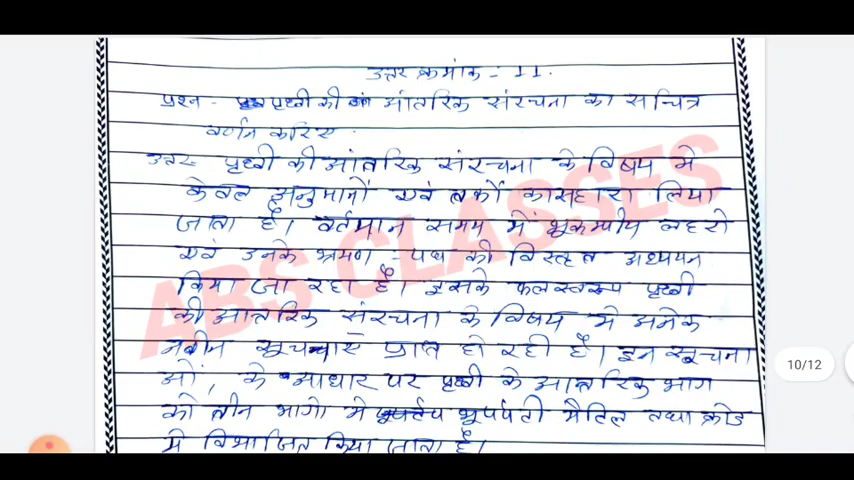 उत्तर क्रमांक - 11.
प्रश्न - पृथ्वी की आंतरिक संरचना का सचित्र
वर्णन करिए.
उत्तर- पृथ्वी की आंतरिक संरचना के विषय मे
केवल अनुमानों एवं तर्कों का सहारा लिया
जाता है। वर्तमान समय में भूकम्पीय लहरो
एवं उनके भ्रमण - पथ का विस्तृत अध्ययन
किया जा रहा है। इसके फलस्वरूप पृथ्वी
की आंतरिक संरचना के विषय मे अनेक
नवीन सूचनाएं प्राप्त हो रही है। इन सूचना
ओं, के आधार पर पृथ्वी के आन्तरिक भाग
को तीन भागो मे भूपर्पटी मैटिल तथा क्रोड
मे विभाजित किया जाता है।
ABS CLASSES
10/12